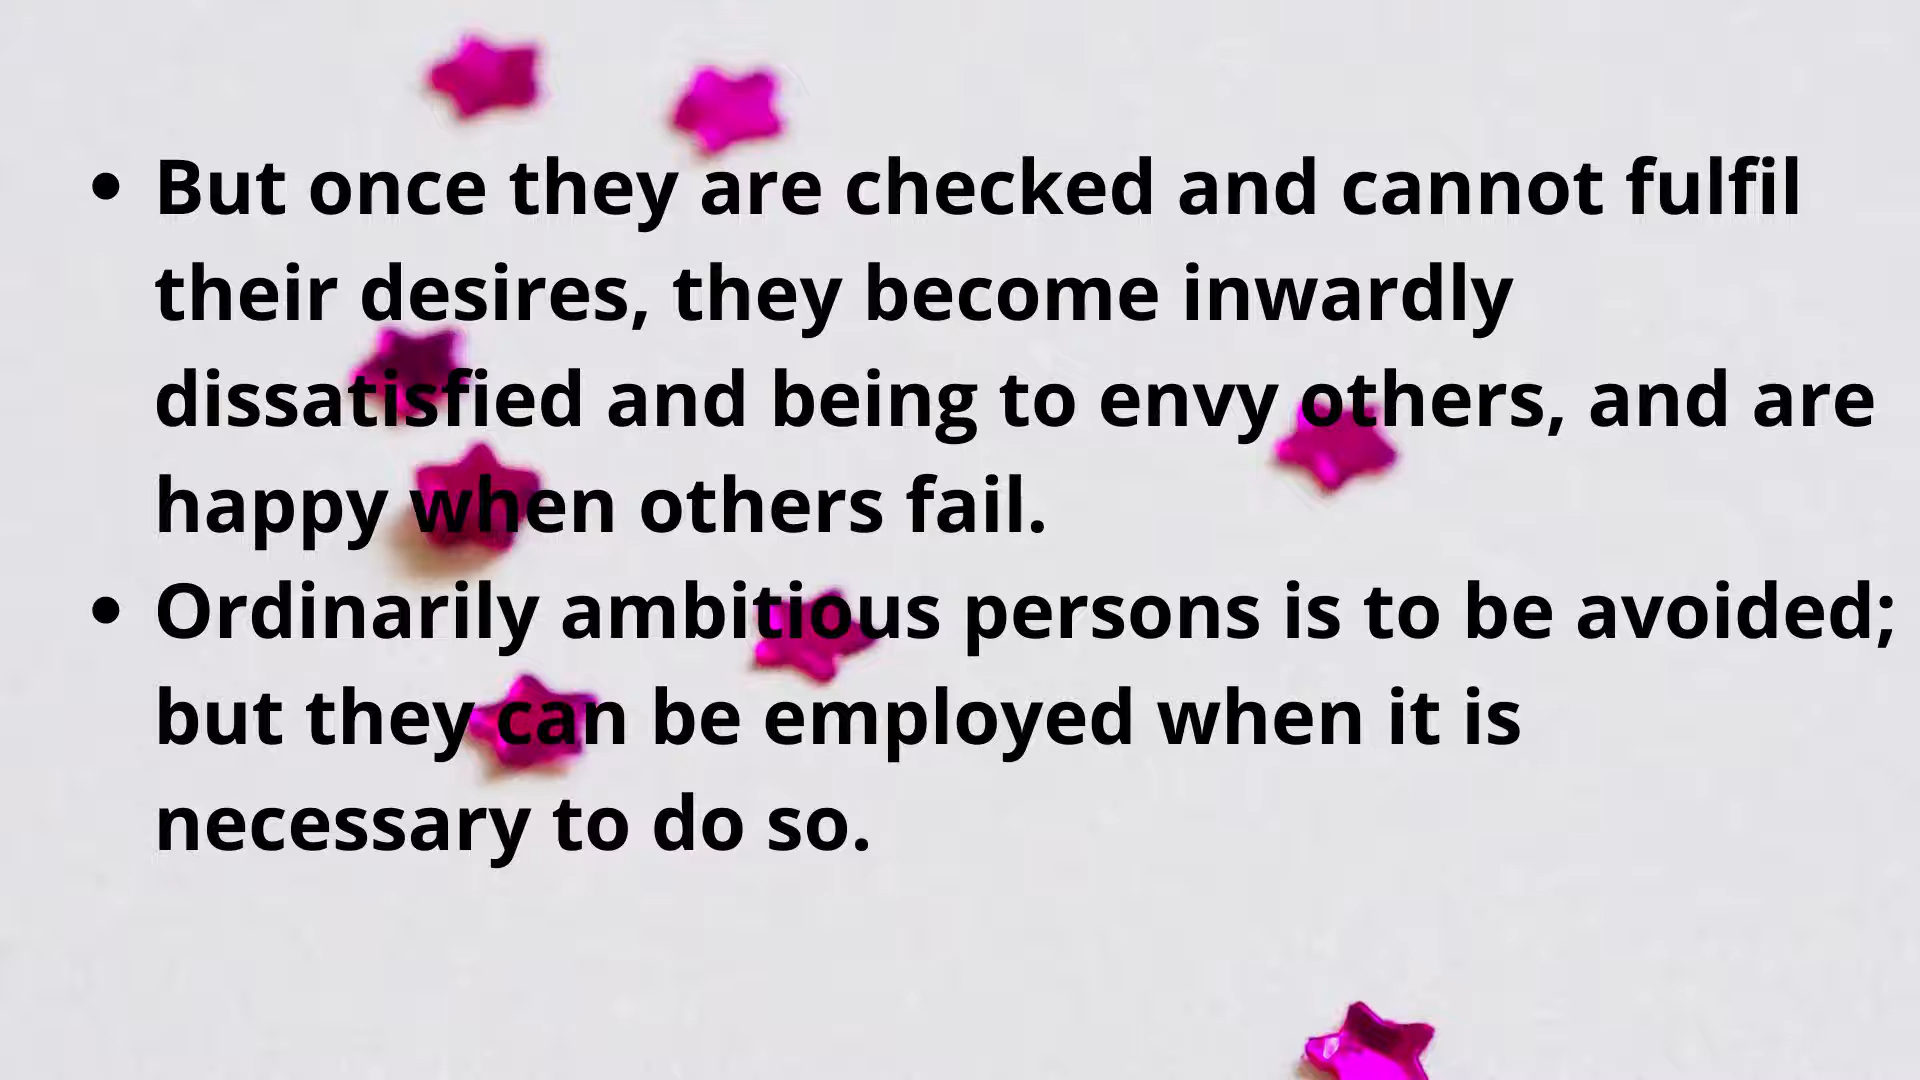 • But once they are checked and cannot fulfil
their desires, they become inwardly
dissatisfied and being to envy others, and are
happy when others fail.
• Ordinarily ambitious persons is to be avoided;
but they can be employed when it is
necessary to do so.